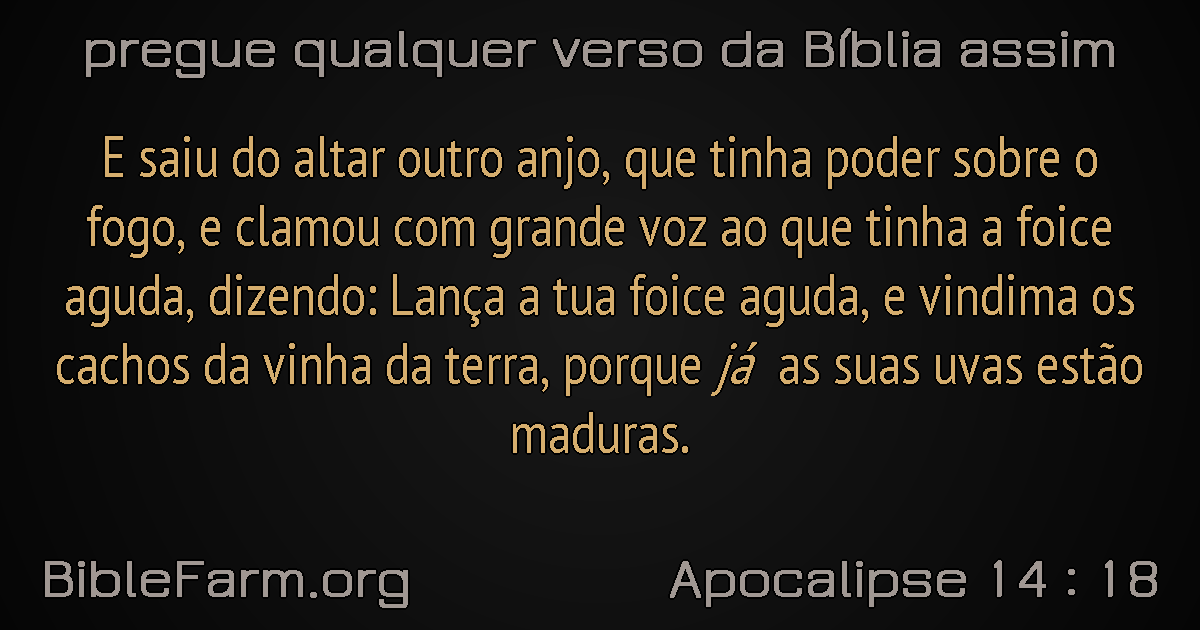 pregue qualquer verso da Bíblia assim
E saiu do altar outro anjo, que tinha poder sobre o
fogo, e clamou com grande voz ao que tinha a foice
aguda, dizendo: Lança a tua foice aguda, e vindima os
cachos da vinha da terra, porque já as suas uvas estão
maduras.
BibleFarm.org
Apocalipse 14 : 18